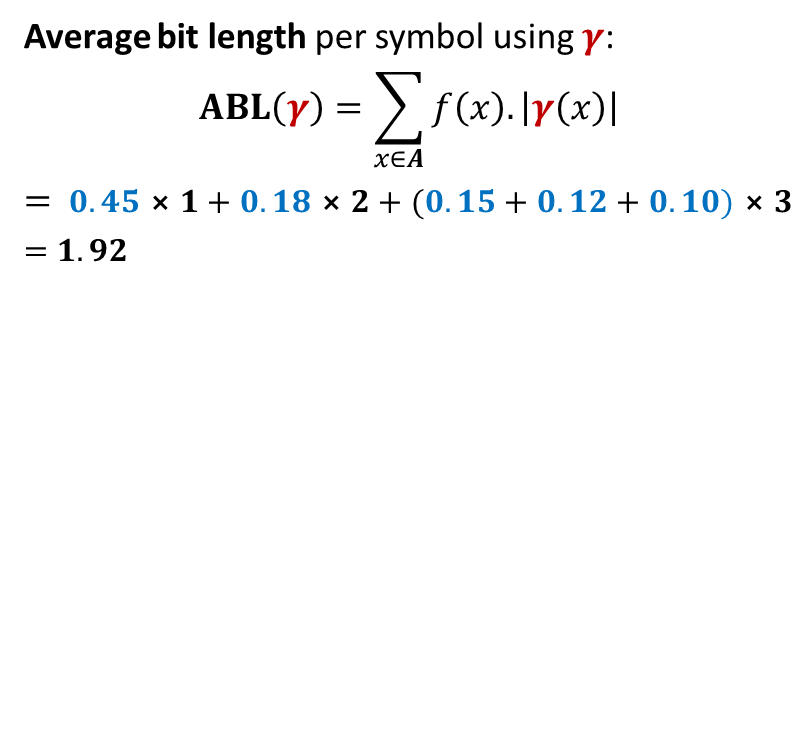 Average bit length per symbol using γ:
ABL(γ) = ∑ f(x).|γ(x)|
x∈A
= 0.45 × 1 + 0.18 × 2 + (0.15 + 0.12 + 0.10) × 3
= 1.92